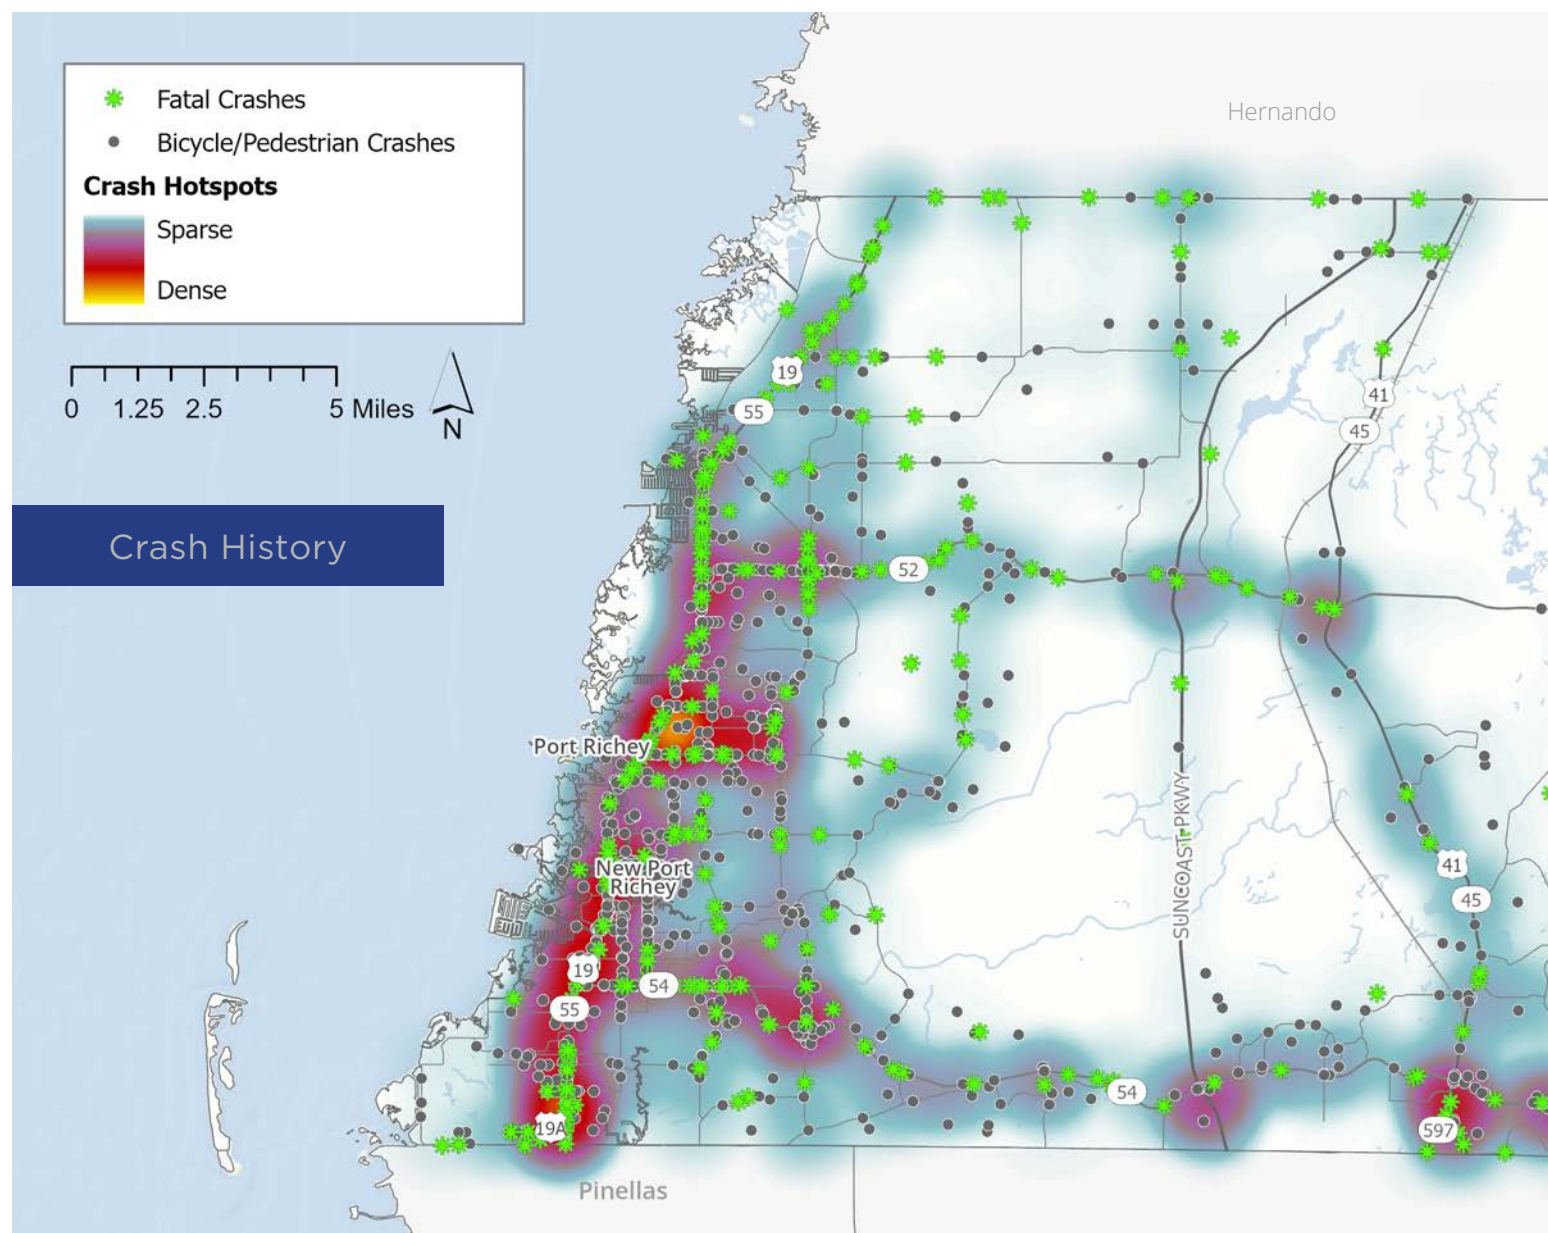 Fatal Crashes
Bicycle/Pedestrian Crashes
Crash Hotspots
Sparse
Dense
0 1.25 2.5 5 Miles
N
Crash History
Hernando
19
55
41
45
52
Port Richey
SUNCOAST PKWY
New Port
Richey
41
45
19
54
55
54
19A
597
Pinellas